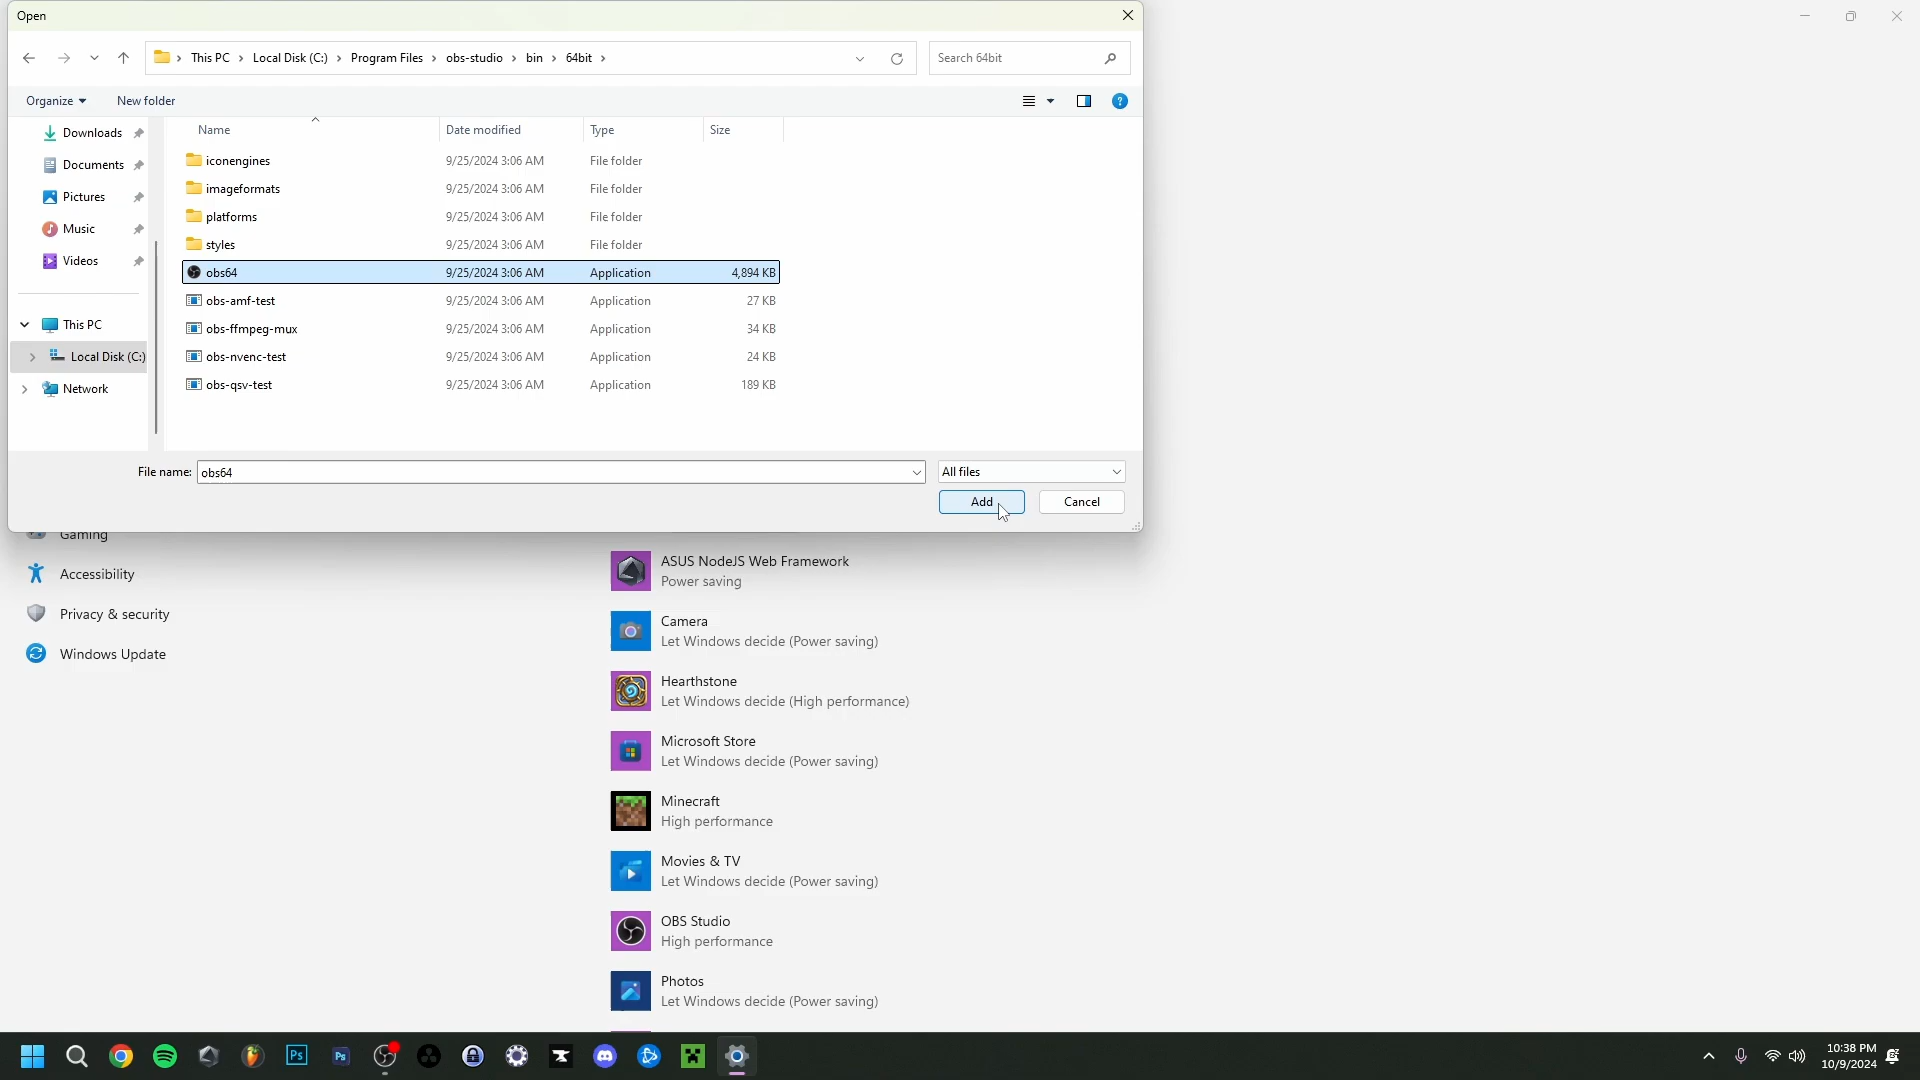 Open
This PC
Local Disk (C:)
Program Files
obs-studio
bin
64bit
Search 64bit
Organize
New folder
Name
Date modified
Type
Size
Downloads
Documents
Pictures
Music
Videos
This PC
Local Disk (C:)
Network
iconengines 9/25/2024 3:06 AM File folder
imageformats 9/25/2024 3:06 AM File folder
platforms 9/25/2024 3:06 AM File folder
styles 9/25/2024 3:06 AM File folder
obs64 9/25/2024 3:06 AM Application 4,894 KB
obs-amf-test 9/25/2024 3:06 AM Application 27 KB
obs-ffmpeg-mux 9/25/2024 3:06 AM Application 34 KB
obs-nvenc-test 9/25/2024 3:06 AM Application 24 KB
obs-qsv-test 9/25/2024 3:06 AM Application 189 KB
File name: obs64
All files
Add
Cancel
Gaming
Accessibility
Privacy & security
Windows Update
ASUS NodeJS Web Framework
Power saving
Camera
Let Windows decide (Power saving)
Hearthstone
Let Windows decide (High performance)
Microsoft Store
Let Windows decide (Power saving)
Minecraft
High performance
Movies & TV
Let Windows decide (Power saving)
OBS Studio
High performance
Photos
Let Windows decide (Power saving)
Ps
Ps
10:38 PM
10/9/2024